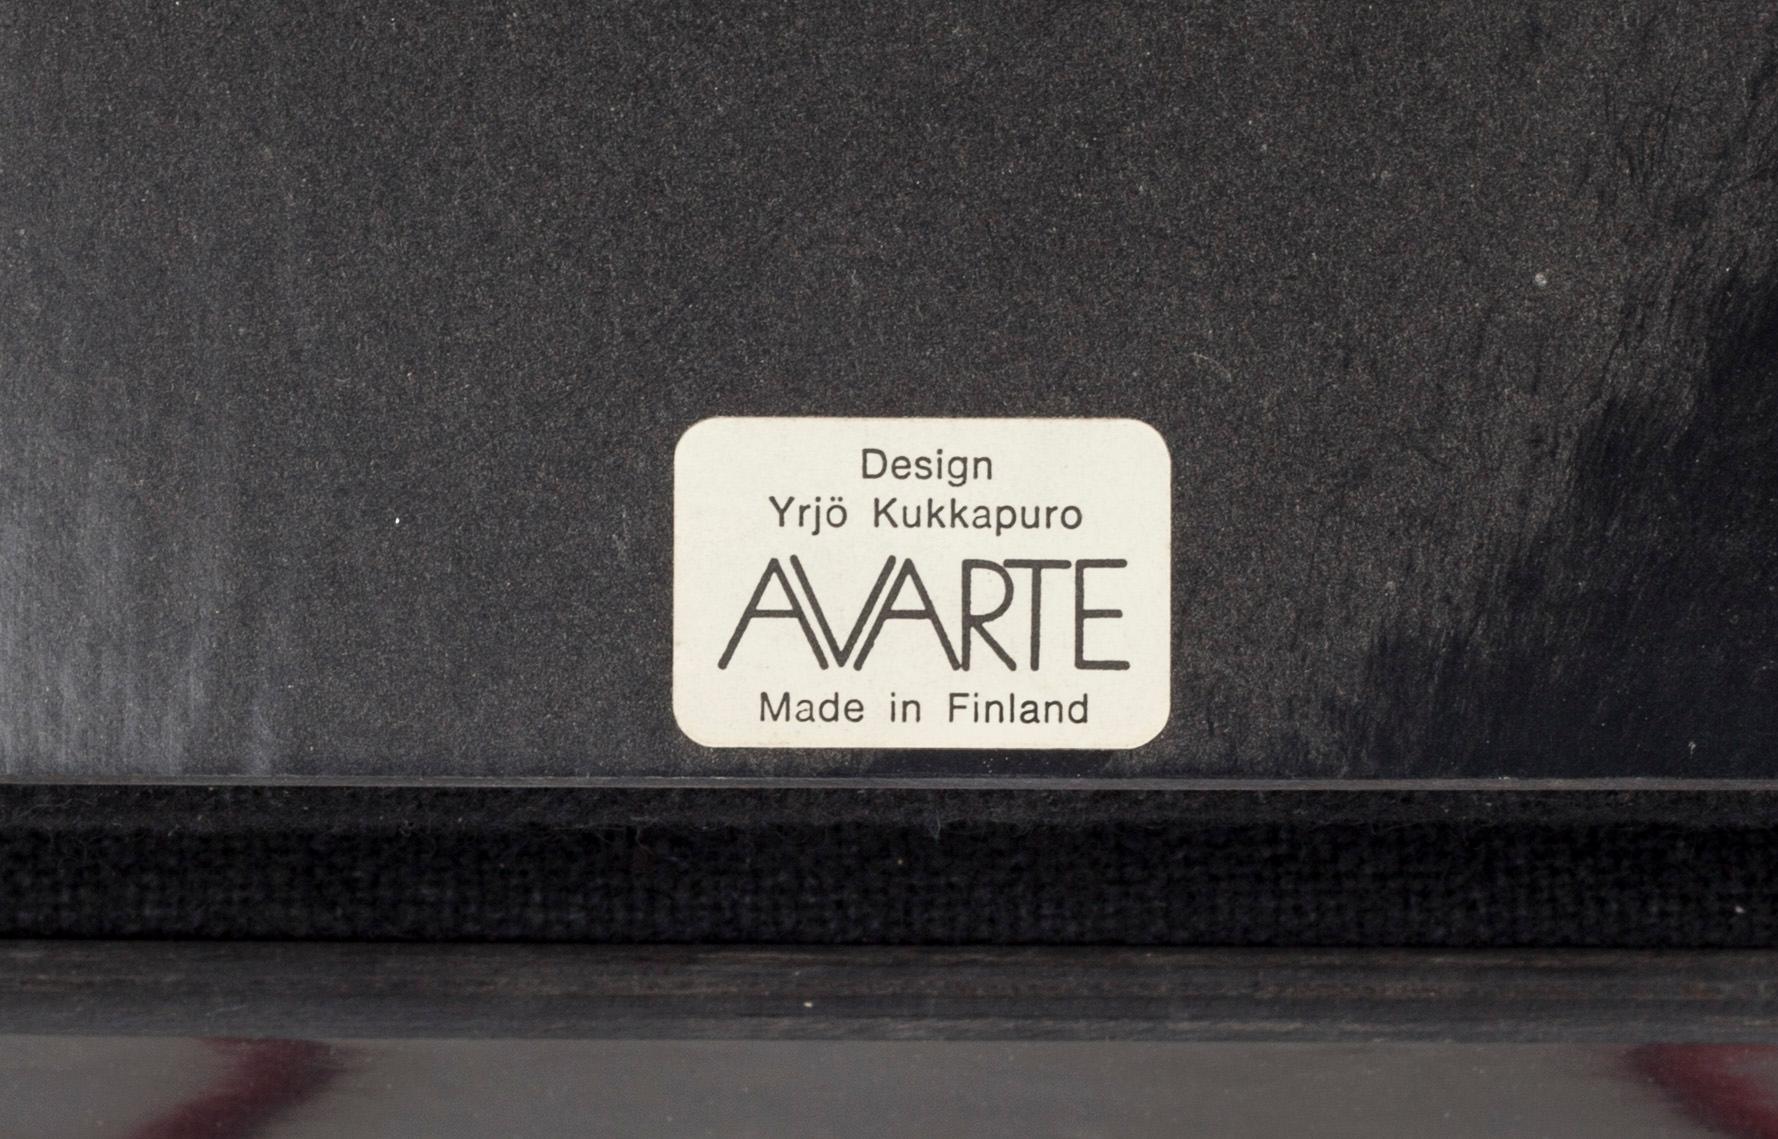 Design
Yrjö Kukkapuro
AVARTE
Made in Finland